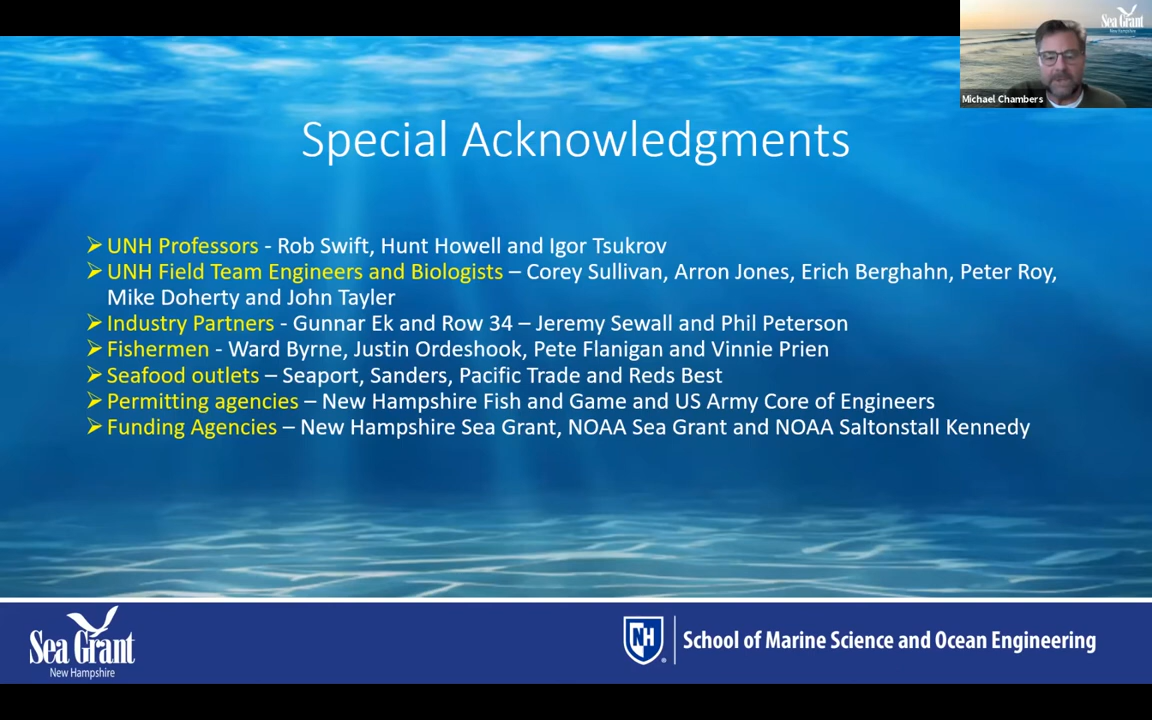 Sea Grant
New Hampshire
Michael Chambers
Special Acknowledgments
➢ UNH Professors - Rob Swift, Hunt Howell and Igor Tsukrov
➢ UNH Field Team Engineers and Biologists – Corey Sullivan, Arron Jones, Erich Berghahn, Peter Roy,
Mike Doherty and John Tayler
➢ Industry Partners - Gunnar Ek and Row 34 – Jeremy Sewall and Phil Peterson
➢ Fishermen - Ward Byrne, Justin Ordeshook, Pete Flanigan and Vinnie Prien
➢ Seafood outlets – Seaport, Sanders, Pacific Trade and Reds Best
➢ Permitting agencies – New Hampshire Fish and Game and US Army Core of Engineers
➢ Funding Agencies – New Hampshire Sea Grant, NOAA Sea Grant and NOAA Saltonstall Kennedy
Sea Grant
New Hampshire
NH
School of Marine Science and Ocean Engineering